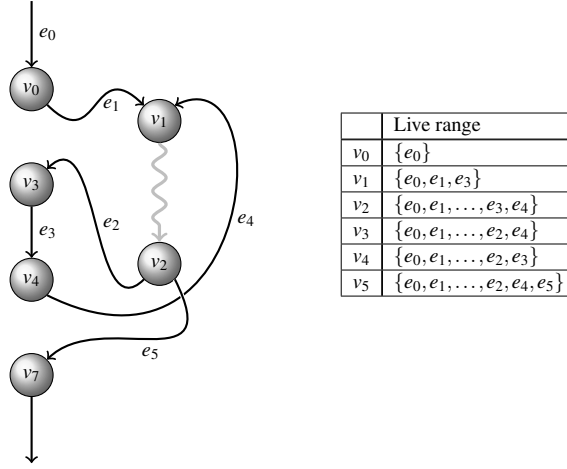 e₀
v₀
e₁
v₁
v₃
e₃
e₂
e₄
v₂
v₄
e₅
v₇
Live range
v₀ {e₀}
v₁ {e₀, e₁, e₃}
v₂ {e₀, e₁, . . . , e₃, e₄}
v₃ {e₀, e₁, . . . , e₂, e₄}
v₄ {e₀, e₁, . . . , e₂, e₃}
v₅ {e₀, e₁, . . . , e₂, e₄, e₅}